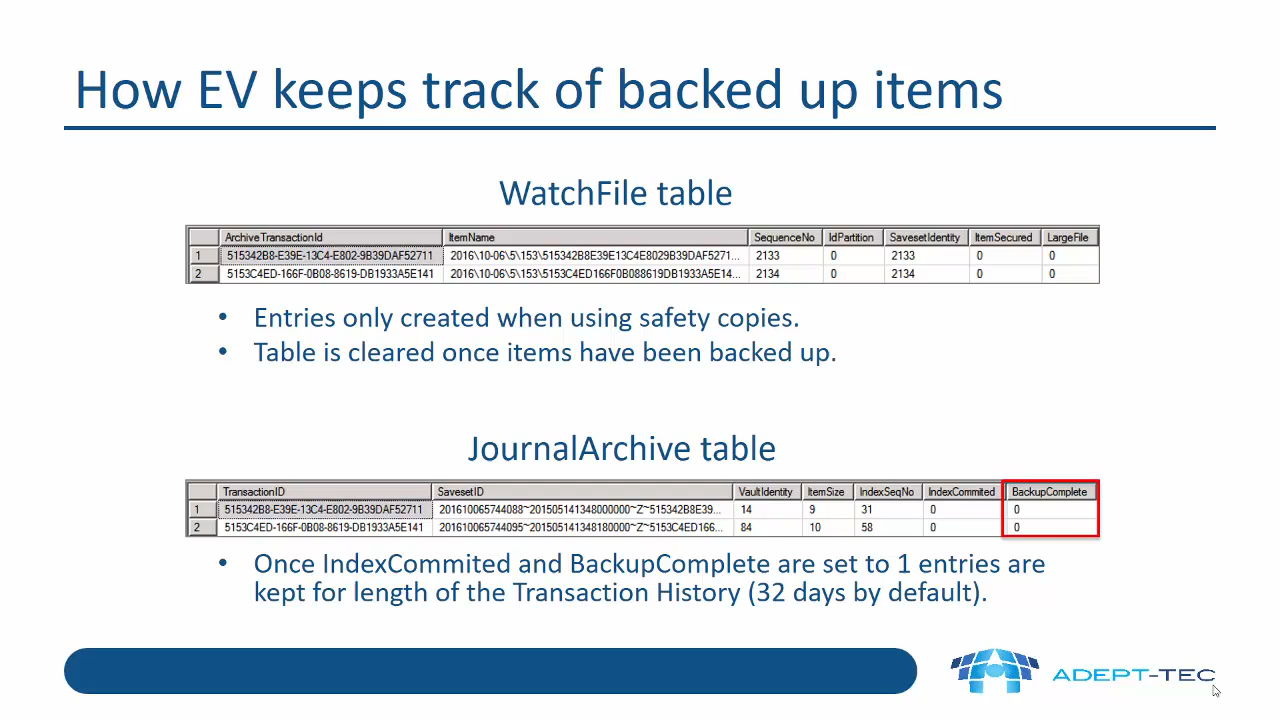 How EV keeps track of backed up items
WatchFile table
ArchiveTransactionId ItemName SequenceNo IdPartition SavesetIdentity ItemSecured LargeFile
1 515342B8-E39E-13C4-E802-9B39DAF52711 2016\10-06\5\153\515342B8E39E13C4E8029B39DAF5271... 2133 0 2133 0 0
2 5153C4ED-166F-0B08-8619-DB1933A5E141 2016\10-06\5\153\5153C4ED166F0B088619DB1933A5E14... 2134 0 2134 0 0
• Entries only created when using safety copies.
• Table is cleared once items have been backed up.
JournalArchive table
TransactionID SavesetID VaultIdentity ItemSize IndexSeqNo IndexCommited BackupComplete
1 515342B8-E39E-13C4-E802-9B39DAF52711 201610065744088~201505141348000000~Z~515342B8E39... 14 9 31 0 0
2 5153C4ED-166F-0B08-8619-DB1933A5E141 201610065744095~201505141348180000~Z~5153C4ED166... 84 10 58 0 0
• Once IndexCommited and BackupComplete are set to 1 entries are
kept for length of the Transaction History (32 days by default).
ADEPT-TEC